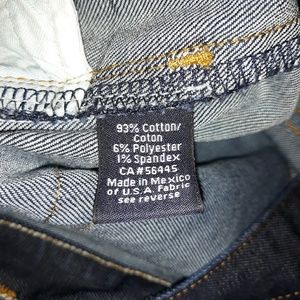 93% Cotton/
Coton
6% Polyester
1% Spandex
CA#56445
Made in Mexico
of U.S.A. Fabric
see reverse